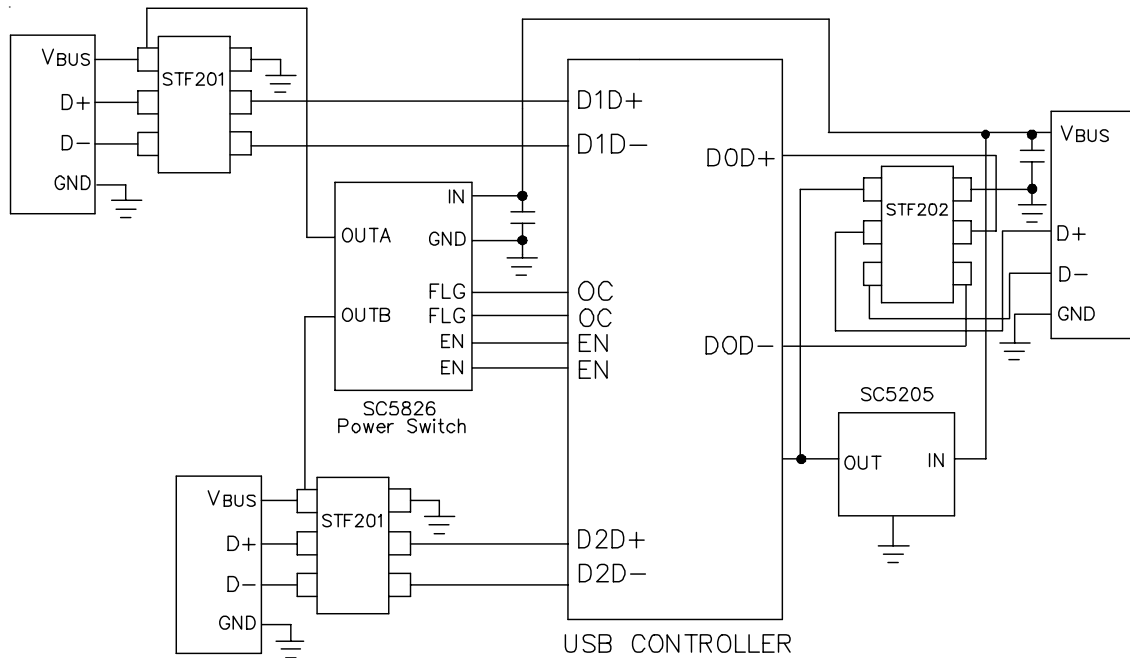 VBUS
D+
D-
GND
STF201
OUTA
OUTB
IN
GND
FLG
FLG
EN
EN
SC5826
Power Switch
VBUS
D+
D-
GND
STF201
D1D+
D1D-
OC
OC
EN
EN
D2D+
D2D-
DOD+
DOD-
USB CONTROLLER
STF202
SC5205
OUT
IN
VBUS
D+
D-
GND